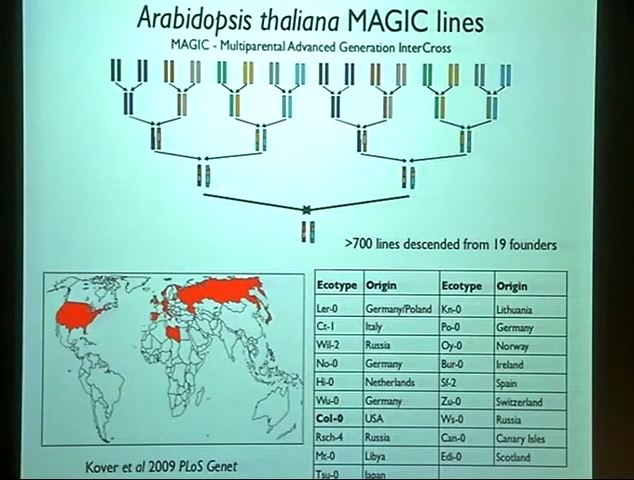 Arabidopsis thaliana MAGIC lines
MAGIC - Multiparental Advanced Generation InterCross
>700 lines descended from 19 founders
Ecotype Origin Ecotype Origin
Ler-0 Germany/Poland Kn-0 Lithuania
Ct-1 Italy Po-0 Germany
Wil-2 Russia Oy-0 Norway
No-0 Germany Bur-0 Ireland
Hi-0 Netherlands Sf-2 Spain
Wu-0 Germany Zu-0 Switzerland
Col-0 USA Ws-0 Russia
Rsch-4 Russia Can-0 Canary Isles
Mt-0 Libya Edi-0 Scotland
Tsu-0 Japan
Kover et al 2009 PLoS Genet